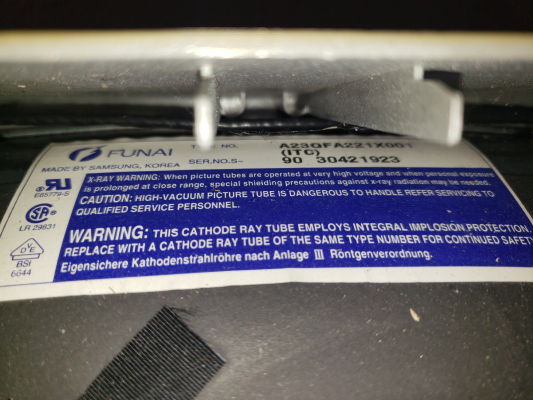 FUNAI
NO. A23QFA221X001
(ITC)
MADE BY SAMSUNG, KOREA SER.NO.S- 90 30421923
X-RAY WARNING: When picture tubes are operated at very high voltage and when personal exposure
is prolonged at close range, special shielding precautions against x-ray radiation may be needed.
CAUTION: HIGH-VACUUM PICTURE TUBE IS DANGEROUS TO HANDLE REFER SERVICING TO
QUALIFIED SERVICE PERSONNEL.
WARNING: THIS CATHODE RAY TUBE EMPLOYS INTEGRAL IMPLOSION PROTECTION.
REPLACE WITH A CATHODE RAY TUBE OF THE SAME TYPE NUMBER FOR CONTINUED SAFETY
Eigensichere Kathodenstrahlröhre nach Anlage III Röntgenverordnung.
E65779-S
LR 29831
VDE
BSI
6644